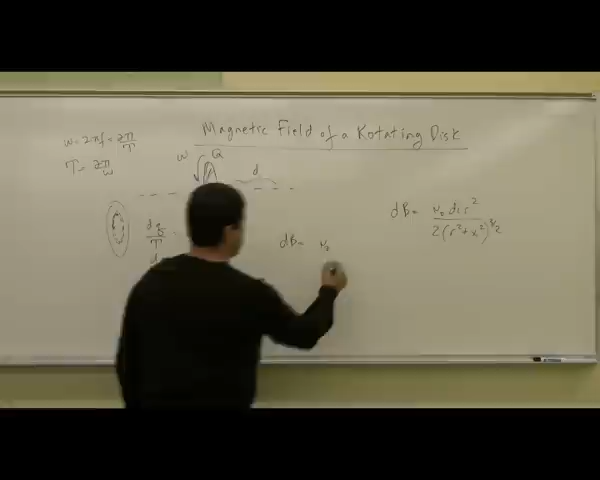 Magnetic Field of a Rotating Disk
ω = 2πf = 2π/T
T = 2π/ω
ω Q d
dB = μ₀ di r² / 2(r² + x²)^3/2
dq/T =
d
dB = μ₀